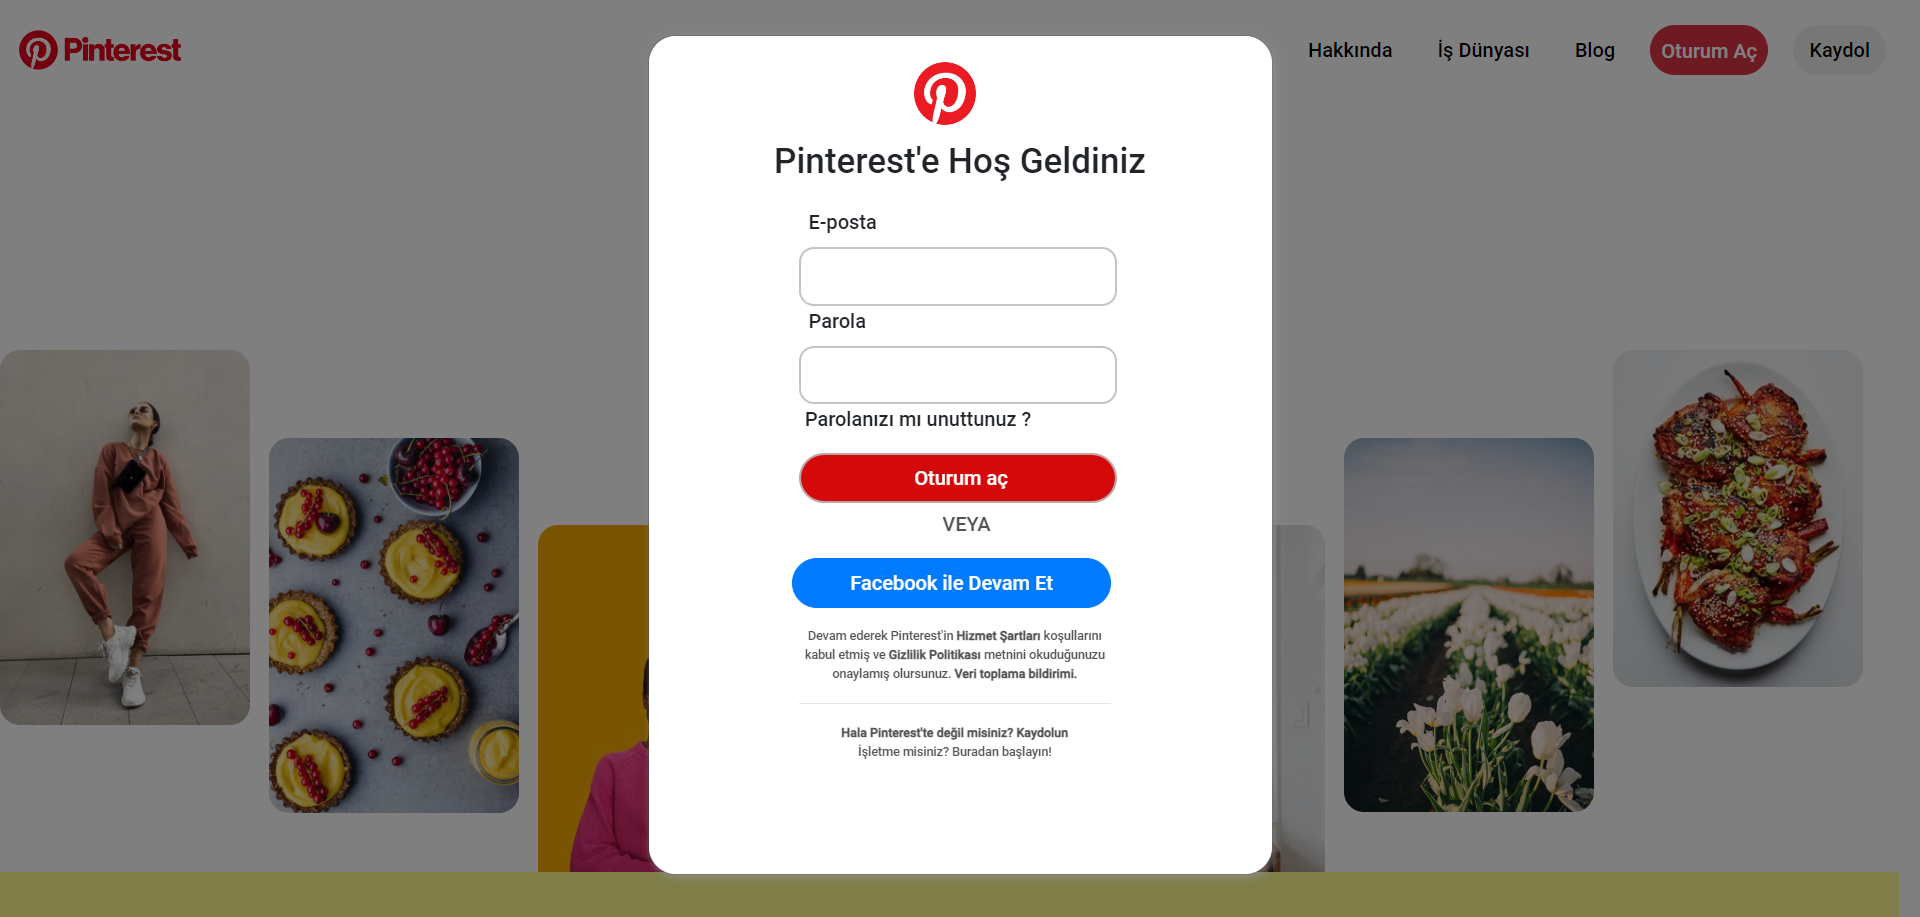 Pinterest
Hakkında
İş Dünyası
Blog
Oturum Aç
Kaydol
Pinterest'e Hoş Geldiniz
E-posta
Parola
Parolanızı mı unuttunuz ?
Oturum aç
VEYA
Facebook ile Devam Et
Devam ederek Pinterest'in Hizmet Şartları koşullarını
kabul etmiş ve Gizlilik Politikası metnini okuduğunuzu
onaylamış olursunuz. Veri toplama bildirimi.
Hala Pinterest'te değil misiniz? Kaydolun
İşletme misiniz? Buradan başlayın!